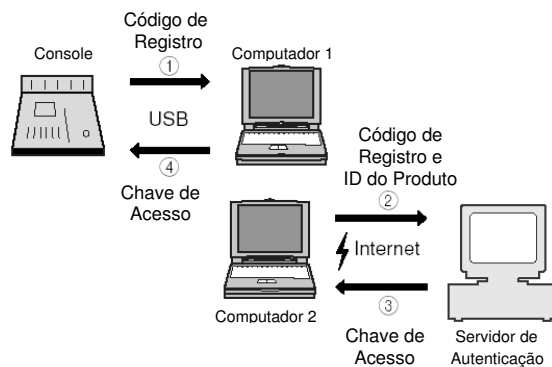 Console
Código de
Registro
①
USB
④
Chave de
Acesso
Computador 1
Código de
Registro e
ID do Produto
②
Internet
③
Chave de
Acesso
Computador 2
Servidor de
Autenticação